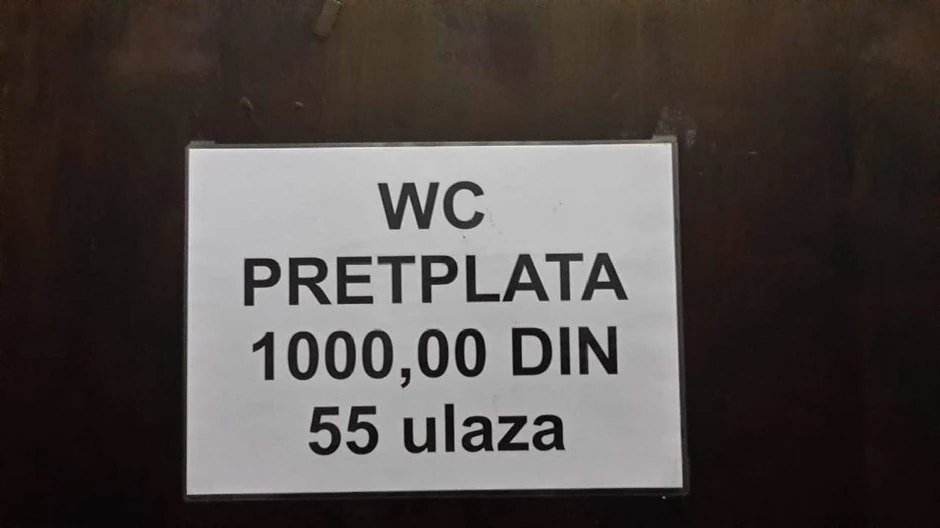 WC
PRETPLATA
1000,00 DIN
55 ulaza